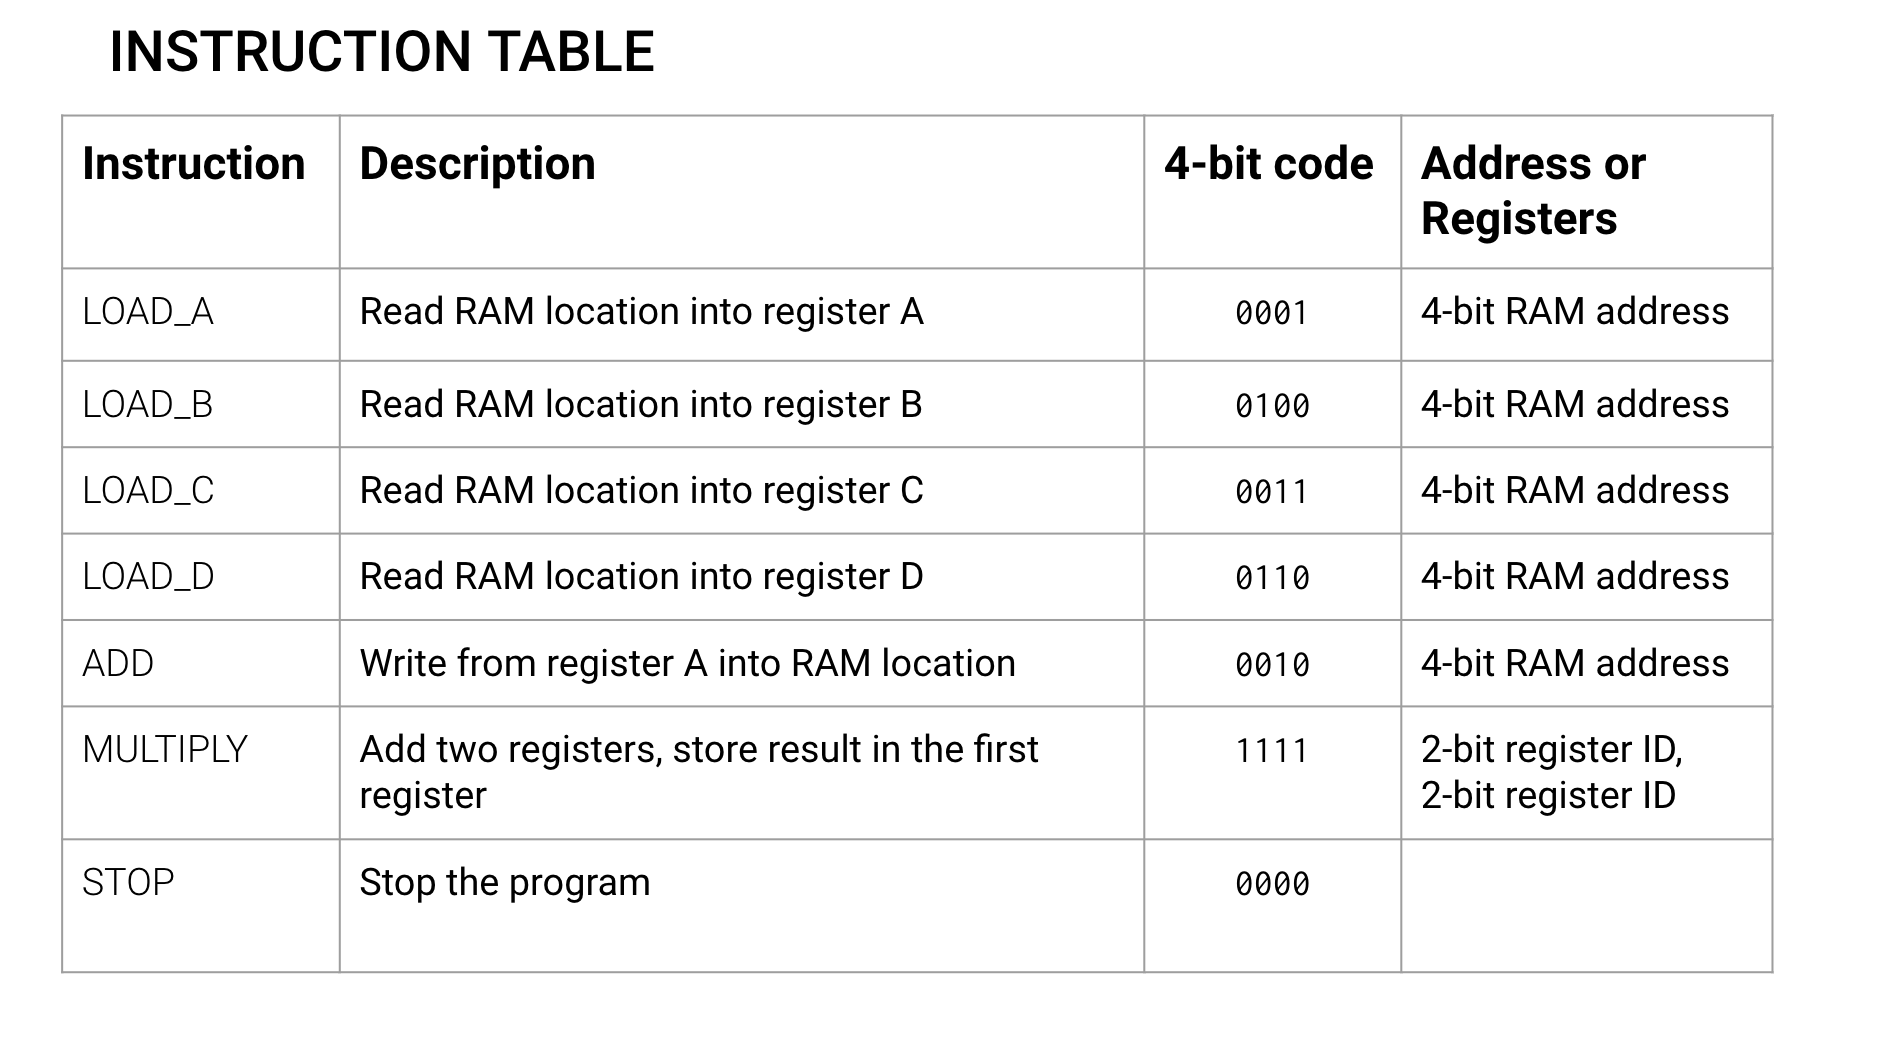 INSTRUCTION TABLE
Instruction Description 4-bit code Address or
Registers
LOAD_A Read RAM location into register A 0001 4-bit RAM address
LOAD_B Read RAM location into register B 0100 4-bit RAM address
LOAD_C Read RAM location into register C 0011 4-bit RAM address
LOAD_D Read RAM location into register D 0110 4-bit RAM address
ADD Write from register A into RAM location 0010 4-bit RAM address
MULTIPLY Add two registers, store result in the first 1111 2-bit register ID,
register 2-bit register ID
STOP Stop the program 0000